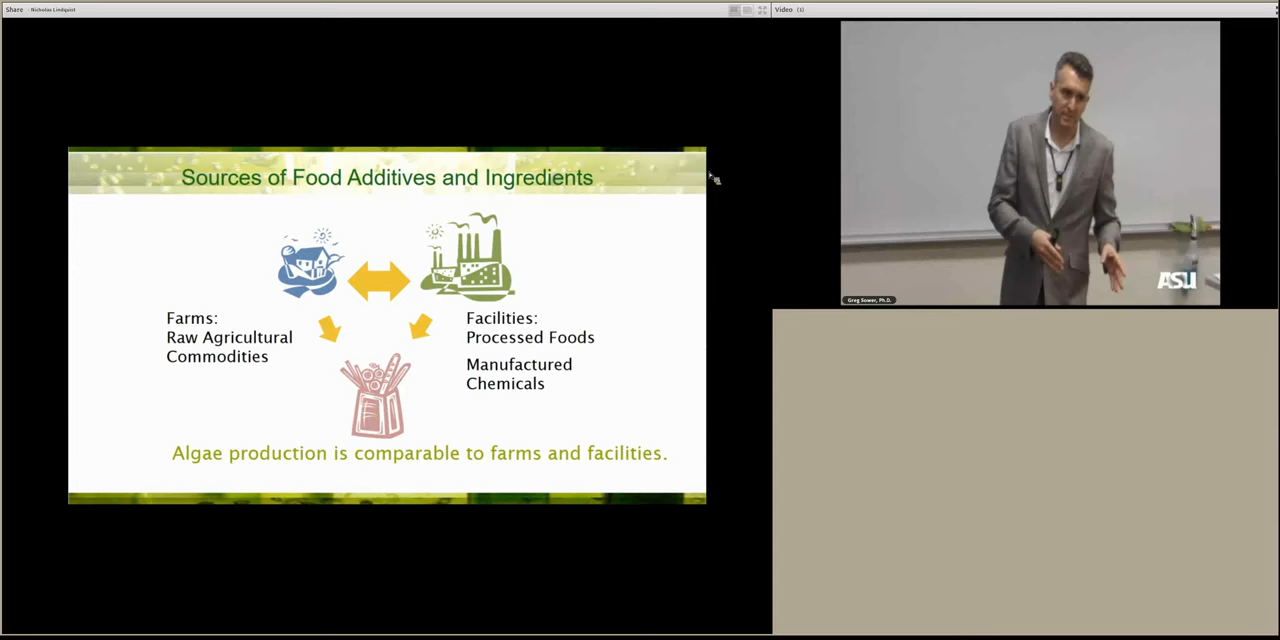 Share - Nicholas Lindquist
Video (1)
Sources of Food Additives and Ingredients
Farms:
Raw Agricultural
Commodities
Facilities:
Processed Foods
Manufactured
Chemicals
Algae production is comparable to farms and facilities.
Greg Sower, Ph.D.
ASU